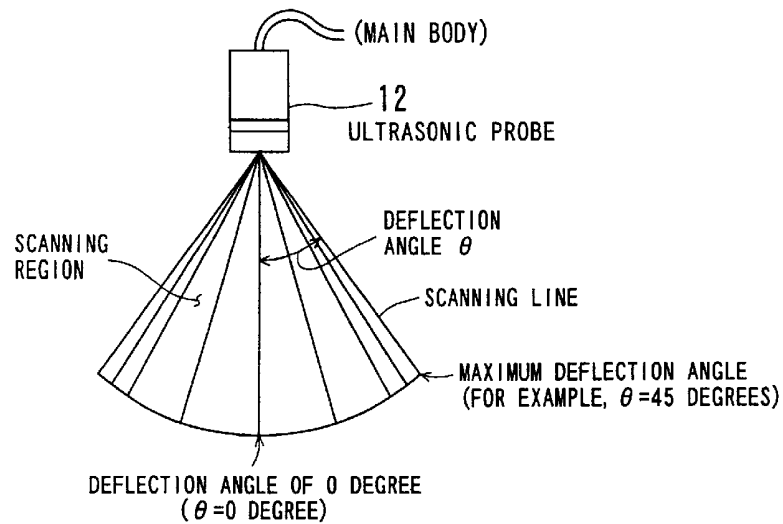 (MAIN BODY)
12
ULTRASONIC PROBE
DEFLECTION
ANGLE θ
SCANNING
REGION
SCANNING LINE
MAXIMUM DEFLECTION ANGLE
(FOR EXAMPLE, θ=45 DEGREES)
DEFLECTION ANGLE OF 0 DEGREE
(θ=0 DEGREE)